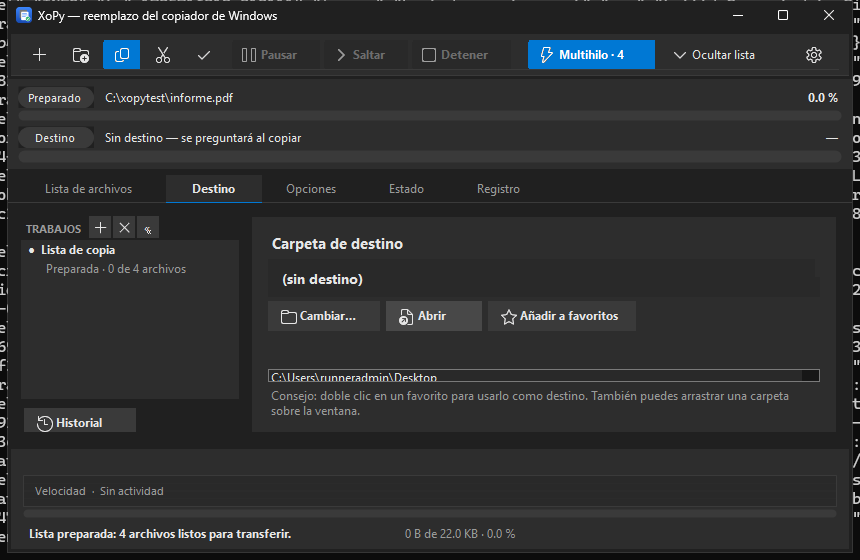 XoPy — reemplazo del copiador de Windows
Pausar
Saltar
Detener
Multihilo · 4
Ocultar lista
Preparado
C:\xopytest\informe.pdf
0.0 %
Destino
Sin destino — se preguntará al copiar
—
Lista de archivos
Destino
Opciones
Estado
Registro
TRABAJOS
Lista de copia
Preparada · 0 de 4 archivos
Historial
Carpeta de destino
(sin destino)
Cambiar...
Abrir
Añadir a favoritos
C:\Users\runneradmin\Desktop
Consejo: doble clic en un favorito para usarlo como destino. También puedes arrastrar una carpeta
sobre la ventana.
Velocidad · Sin actividad
Lista preparada: 4 archivos listos para transferir.
0 B de 22.0 KB · 0.0 %